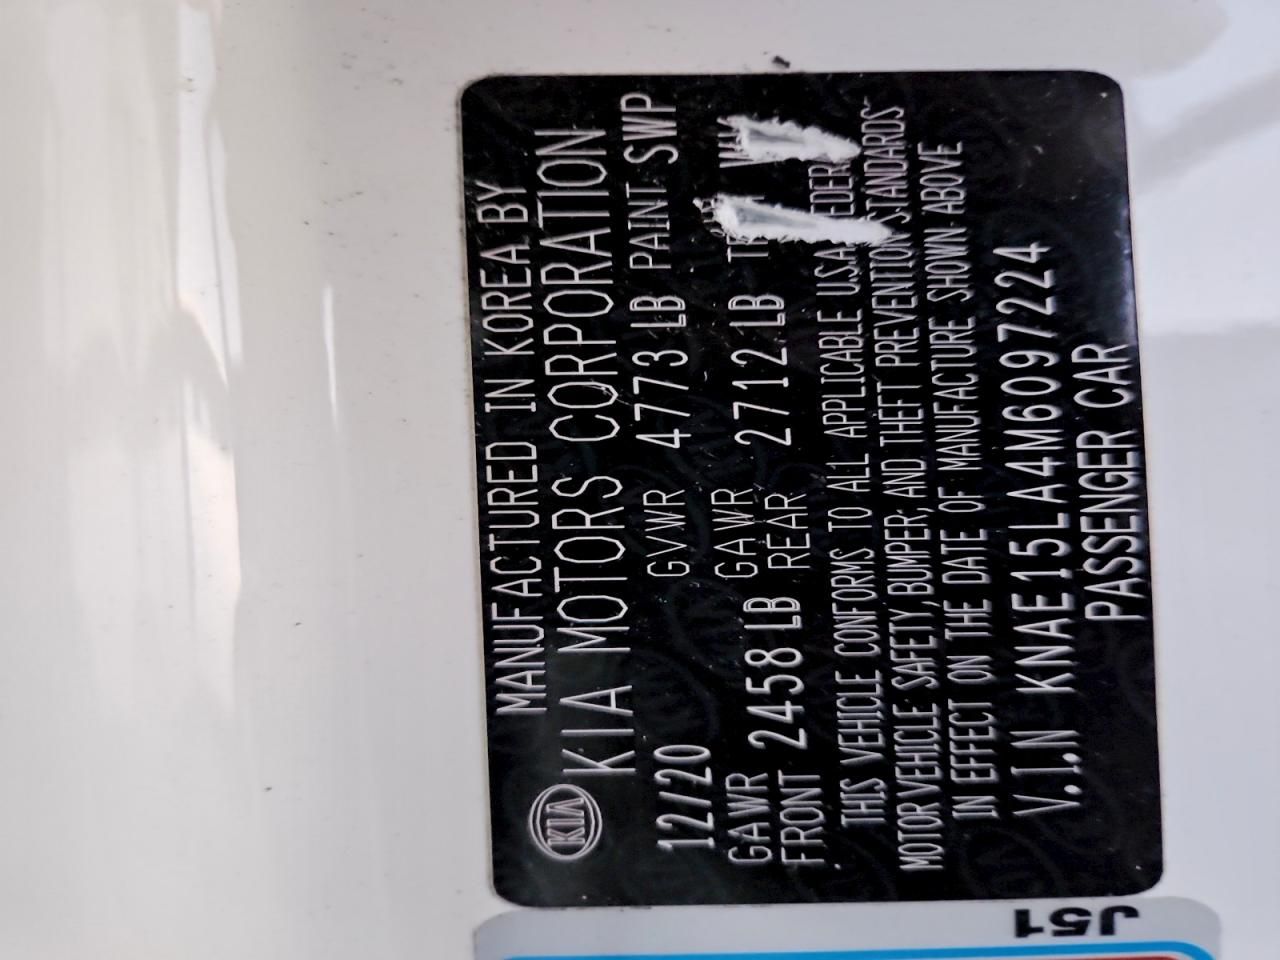 MANUFACTURED IN KOREA BY
KIA KIA MOTORS CORPORATION
12/20 GVWR 4773 LB PAINT SWP
GAWR FRONT 2458 LB GAWR REAR 2712 LB
THIS VEHICLE CONFORMS TO ALL APPLICABLE U.S.A
MOTOR VEHICLE SAFETY, BUMPER, AND THEFT PREVENTION STANDARDS
IN EFFECT ON THE DATE OF MANUFACTURE SHOWN ABOVE
V.I.N KNAE15LA4M6097224
PASSENGER CAR
J51